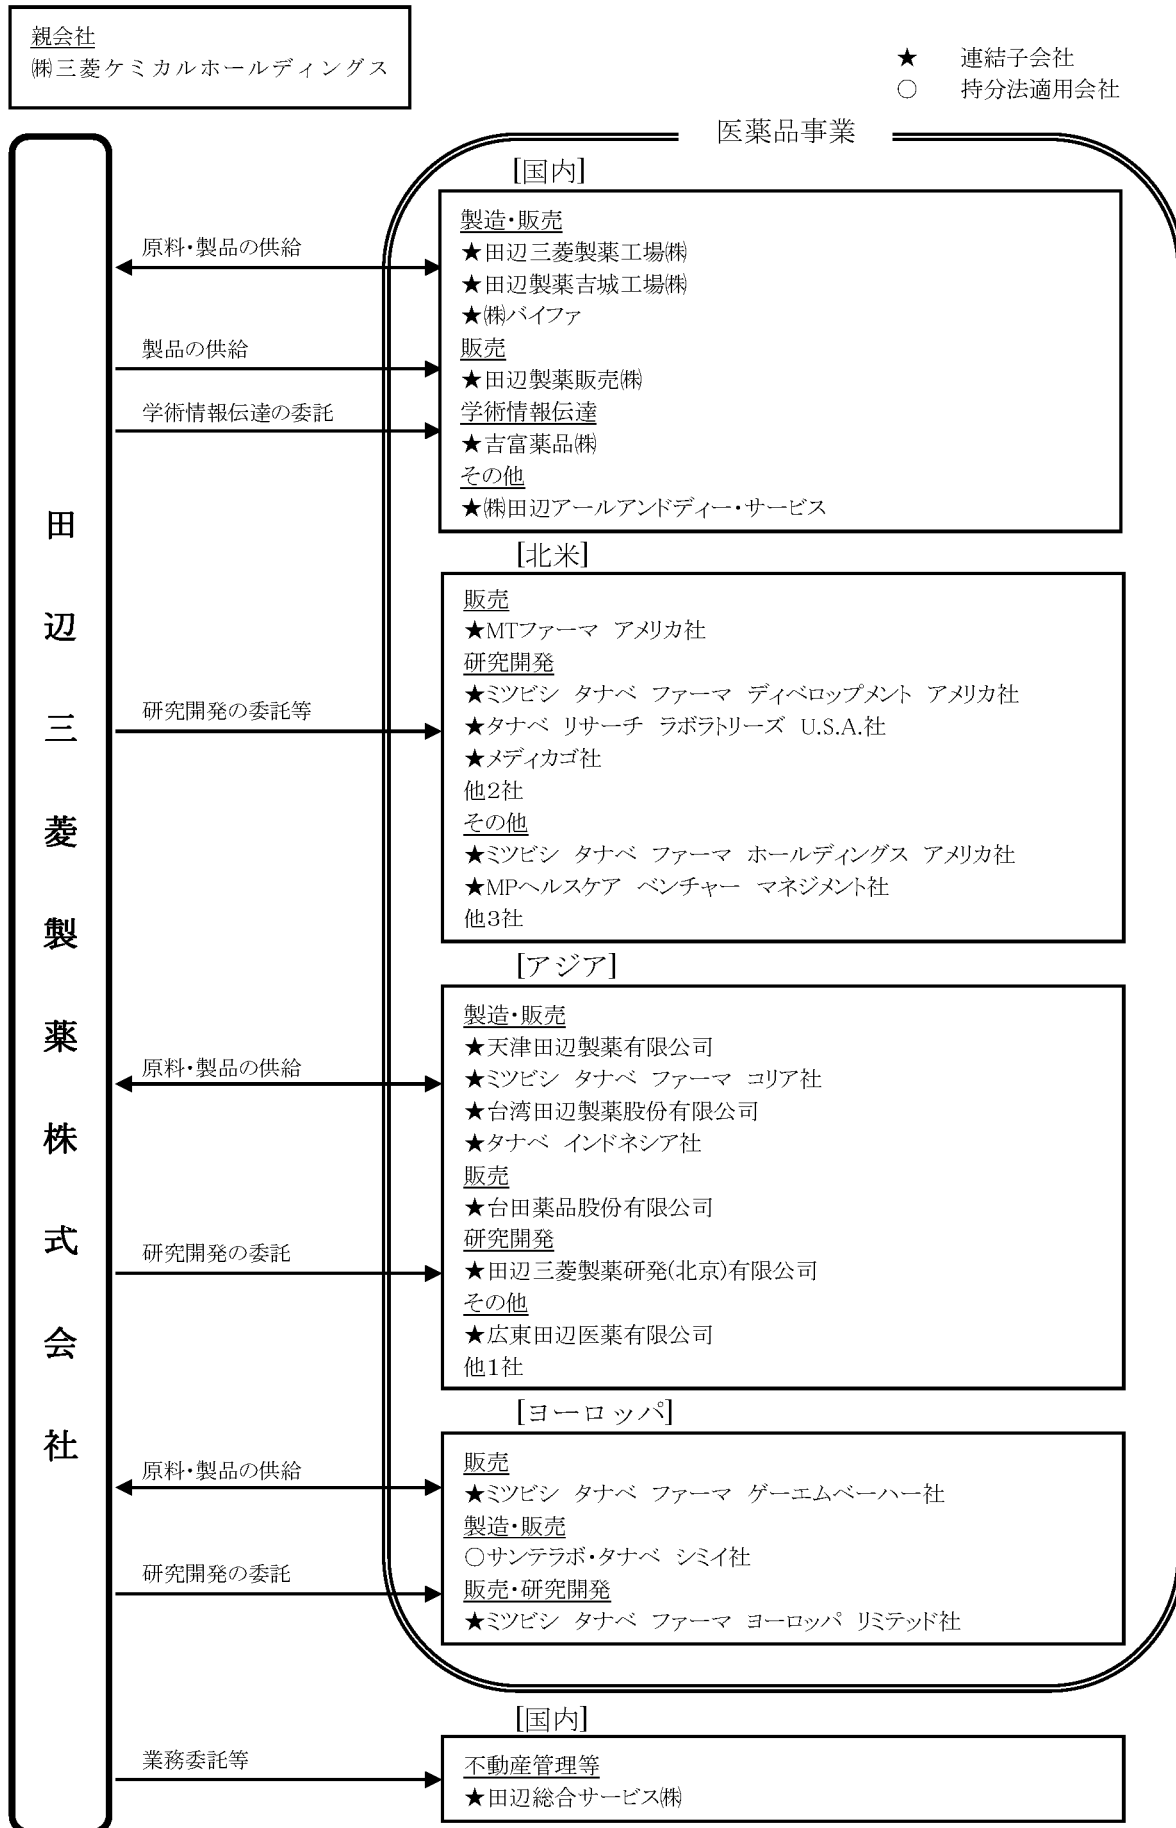 親会社
㈱三菱ケミカルホールディングス
★ 連結子会社
○ 持分法適用会社
田辺三菱製薬株式会社
医薬品事業
[国内]
原料・製品の供給
製品の供給
学術情報伝達の委託
製造・販売
★田辺三菱製薬工場㈱
★田辺製薬吉城工場㈱
★㈱バイファ
販売
★田辺製薬販売㈱
学術情報伝達
★吉富薬品㈱
その他
★㈱田辺アールアンドディー・サービス
[北米]
研究開発の委託等
販売
★MTファーマ アメリカ社
研究開発
★ミツビシ タナベ ファーマ ディベロップメント アメリカ社
★タナベ リサーチ ラボラトリーズ U.S.A.社
★メディカゴ社
他2社
その他
★ミツビシ タナベ ファーマ ホールディングス アメリカ社
★MPヘルスケア ベンチャー マネジメント社
他3社
[アジア]
原料・製品の供給
研究開発の委託
製造・販売
★天津田辺製薬有限公司
★ミツビシ タナベ ファーマ コリア社
★台湾田辺製薬股份有限公司
★タナベ インドネシア社
販売
★台田薬品股份有限公司
研究開発
★田辺三菱製薬研発(北京)有限公司
その他
★広東田辺医薬有限公司
他1社
[ヨーロッパ]
原料・製品の供給
研究開発の委託
販売
★ミツビシ タナベ ファーマ ゲーエムベーハー社
製造・販売
○サンテラボ・タナベ シミイ社
販売・研究開発
★ミツビシ タナベ ファーマ ヨーロッパ リミテッド社
[国内]
業務委託等
不動産管理等
★田辺総合サービス㈱